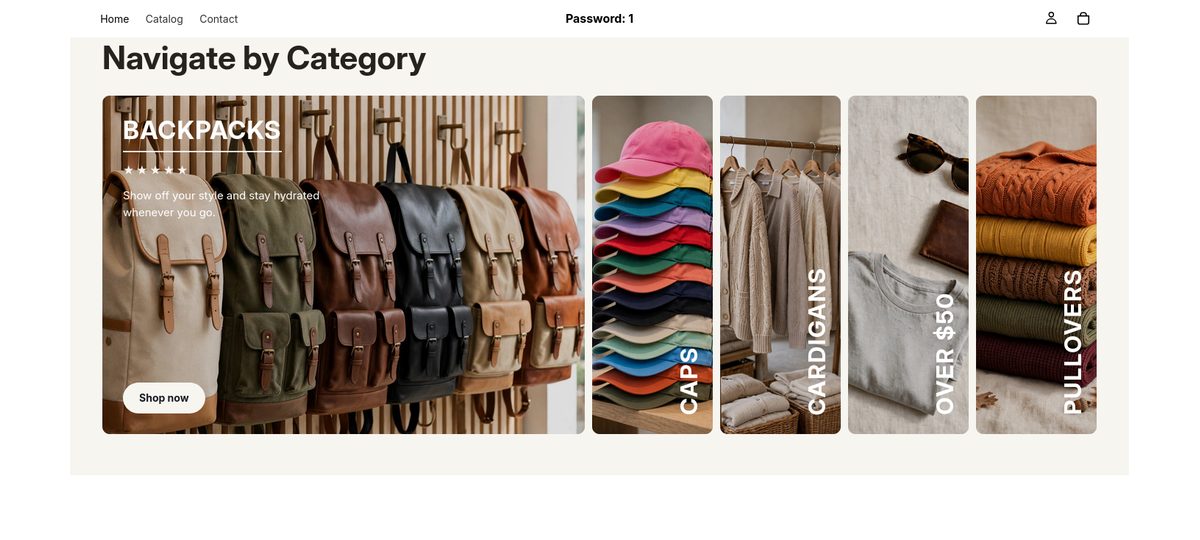 Home
Catalog
Contact
Password: 1
Navigate by Category
BACKPACKS
★★★★★
Show off your style and stay hydrated
whenever you go.
Shop now
CAPS
CARDIGANS
OVER $50
PULLOVERS